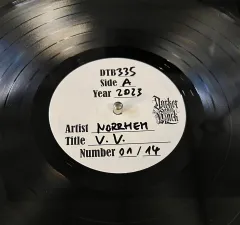 DTB335
Side A
Year 2023
Darker
Than
Black
Artist NORRHEM
Title V.V.
Number 01/14